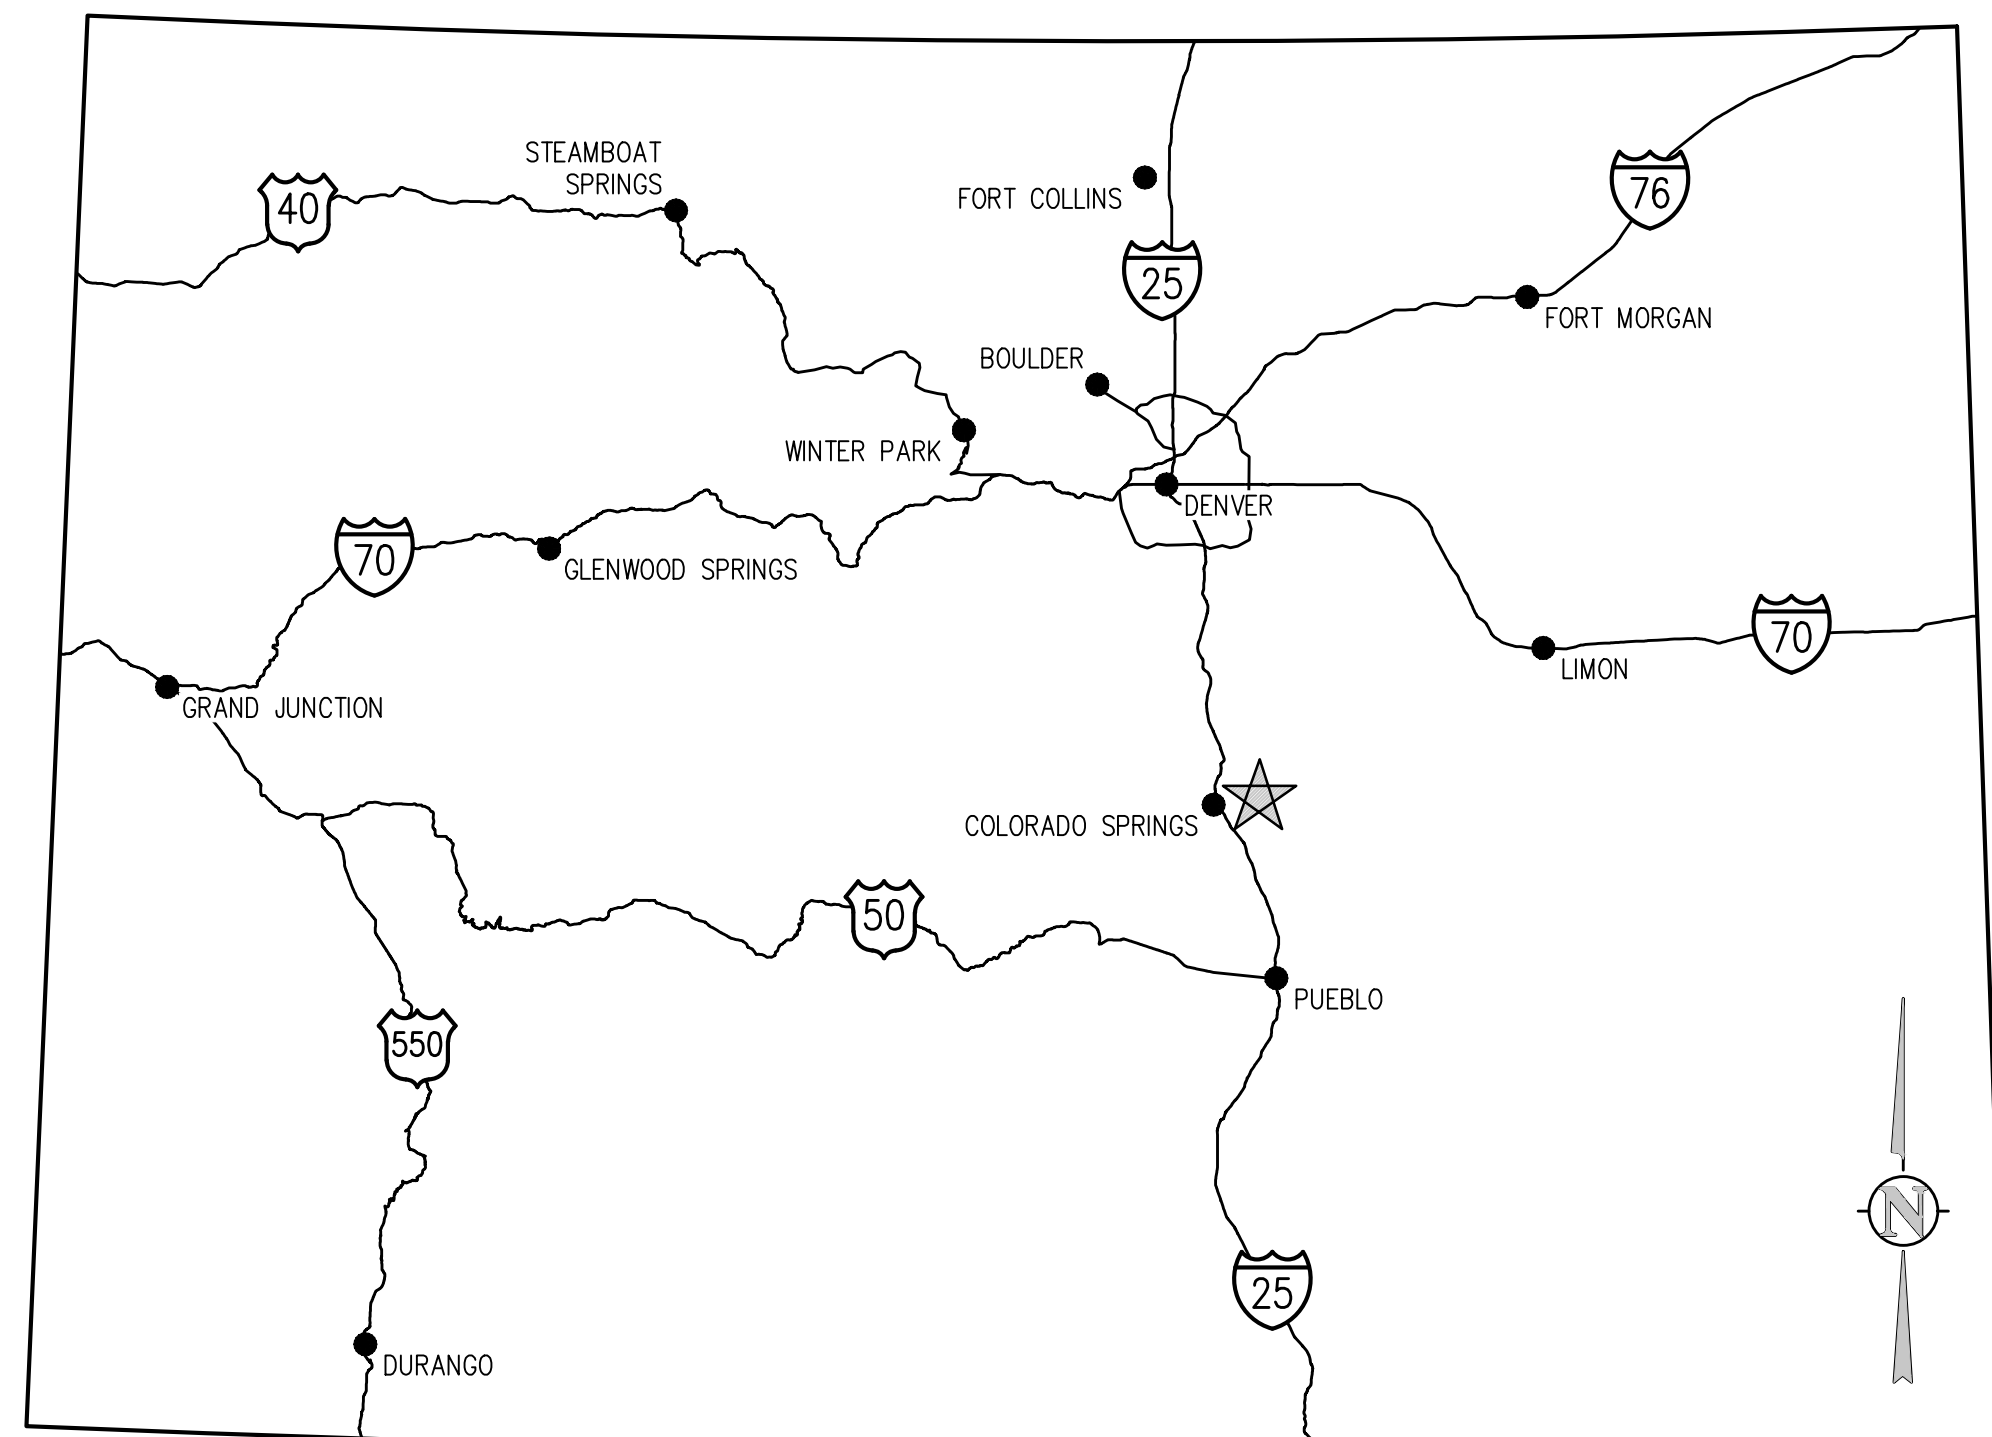 STEAMBOAT
SPRINGS
40
FORT COLLINS
76
25
FORT MORGAN
BOULDER
WINTER PARK
DENVER
70
GLENWOOD SPRINGS
70
LIMON
GRAND JUNCTION
COLORADO SPRINGS
50
PUEBLO
550
N
25
DURANGO